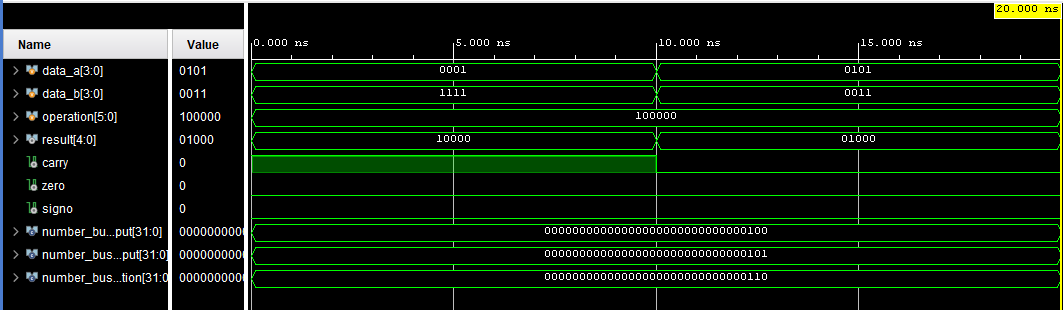 20.000 ns
Name Value 0.000 ns 5.000 ns 10.000 ns 15.000 ns
data_a[3:0] 0101 0001 0101
data_b[3:0] 0011 1111 0011
operation[5:0] 100000 100000
result[4:0] 01000 10000 01000
carry 0
zero 0
signo 0
number_bu...put[31:0] 0000000000 00000000000000000000000000000100
number_bus...put[31:0] 0000000000 00000000000000000000000000000101
number_bus...tion[31:0 0000000000 00000000000000000000000000000110